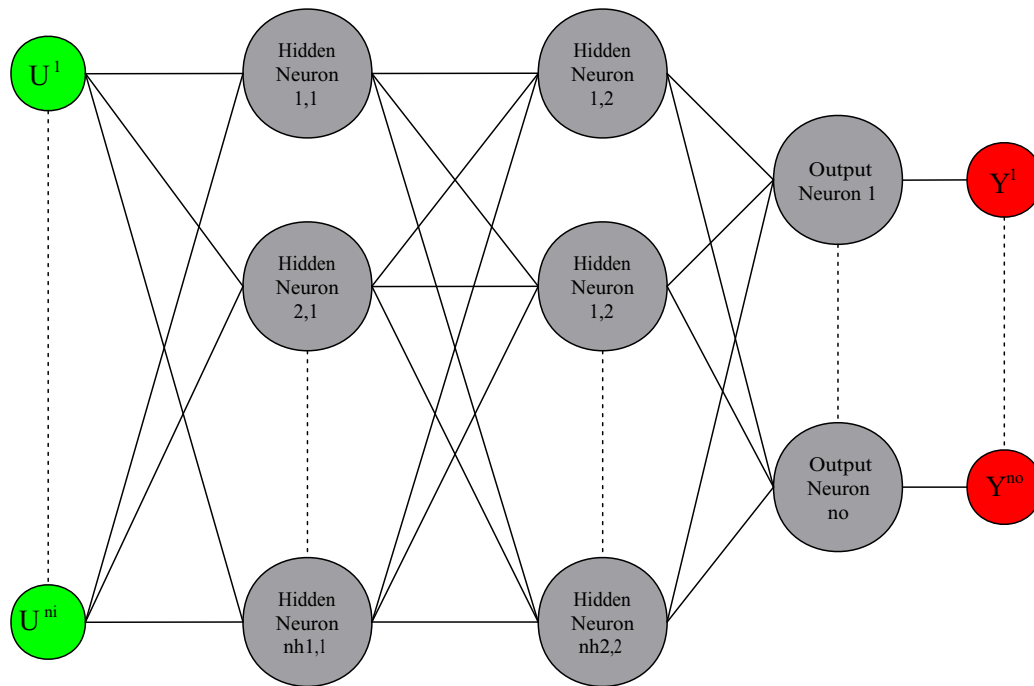 U¹
Hidden
Neuron
1,1
Hidden
Neuron
1,2
Output
Neuron 1
Y¹
Hidden
Neuron
2,1
Hidden
Neuron
1,2
Output
Neuron
no
Yⁿᵒ
Uⁿⁱ
Hidden
Neuron
nh1,1
Hidden
Neuron
nh2,2